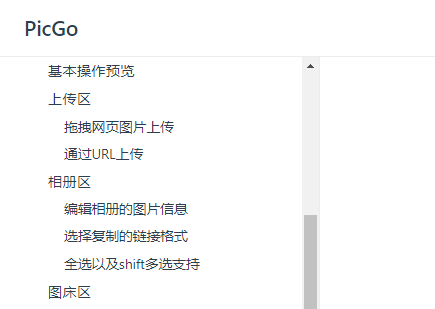 PicGo
基本操作预览
上传区
拖拽网页图片上传
通过URL上传
相册区
编辑相册的图片信息
选择复制的链接格式
全选以及shift多选支持
图床区